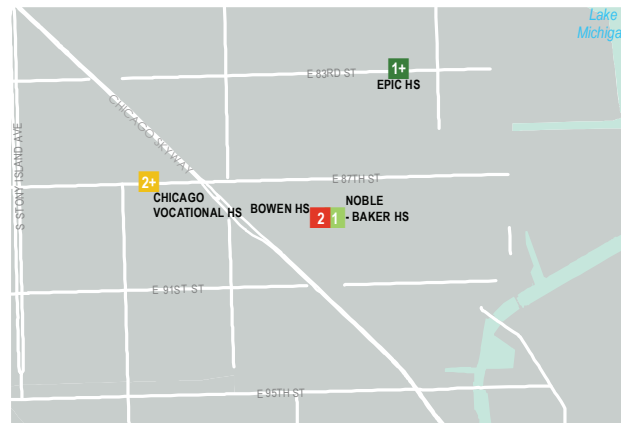 Lake
Michiga
1+
E 83RD ST
EPIC HS
CHICAGO SKYWAY
S STONY ISLAND AVE
2+
E 87TH ST
CHICAGO
VOCATIONAL HS
BOWEN HS
2
1
NOBLE
- BAKER HS
E 91ST ST
E 95TH ST